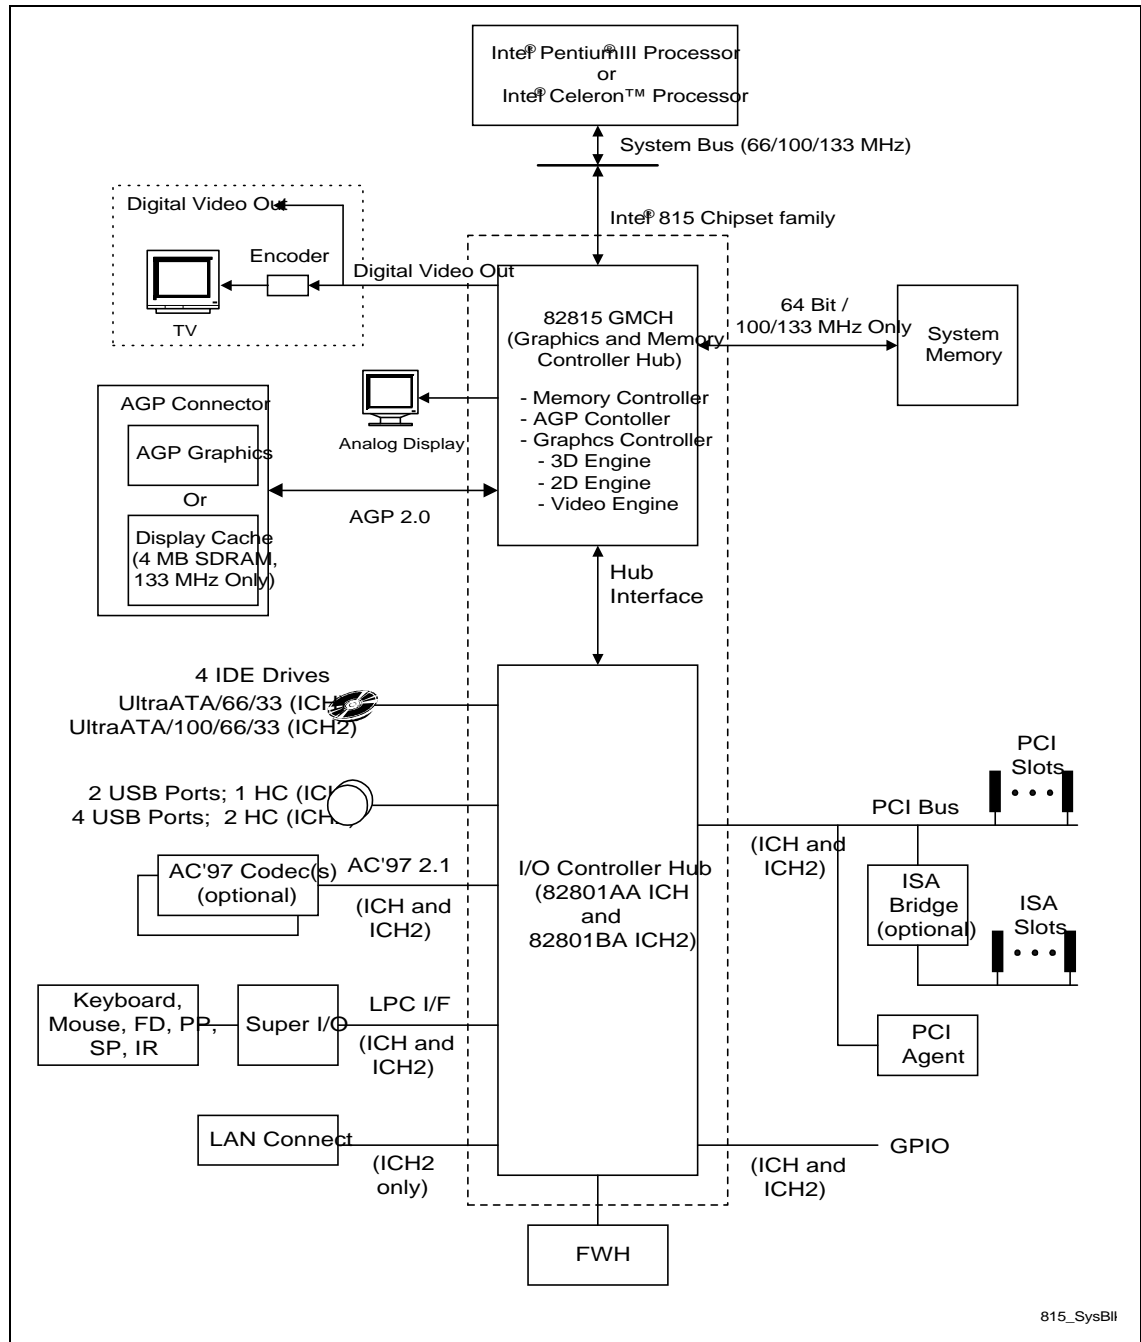 Intel® Pentium®III Processor
or
Intel® Celeron™ Processor
System Bus (66/100/133 MHz)
Intel® 815 Chipset family
Digital Video Out
Encoder
Digital Video Out
TV
82815 GMCH
(Graphics and Memory
Controller Hub)
- Memory Controller
- AGP Contoller
- Graphcs Controller
- 3D Engine
- 2D Engine
- Video Engine
64 Bit /
100/133 MHz Only
System
Memory
AGP Connector
AGP Graphics
Or
Display Cache
(4 MB SDRAM,
133 MHz Only)
Analog Display
AGP 2.0
Hub
Interface
4 IDE Drives
UltraATA/66/33 (ICH)
UltraATA/100/66/33 (ICH2)
2 USB Ports; 1 HC (ICH)
4 USB Ports; 2 HC (ICH2)
AC'97 Codec(s)
(optional)
AC'97 2.1
(ICH and
ICH2)
Keyboard,
Mouse, FD, PP,
SP, IR
Super I/O
LPC I/F
(ICH and
ICH2)
LAN Connect
(ICH2
only)
I/O Controller Hub
(82801AA ICH
and
82801BA ICH2)
PCI
Slots
PCI Bus
(ICH and
ICH2)
ISA
Bridge
(optional)
ISA
Slots
PCI
Agent
GPIO
(ICH and
ICH2)
FWH
815_SysBl